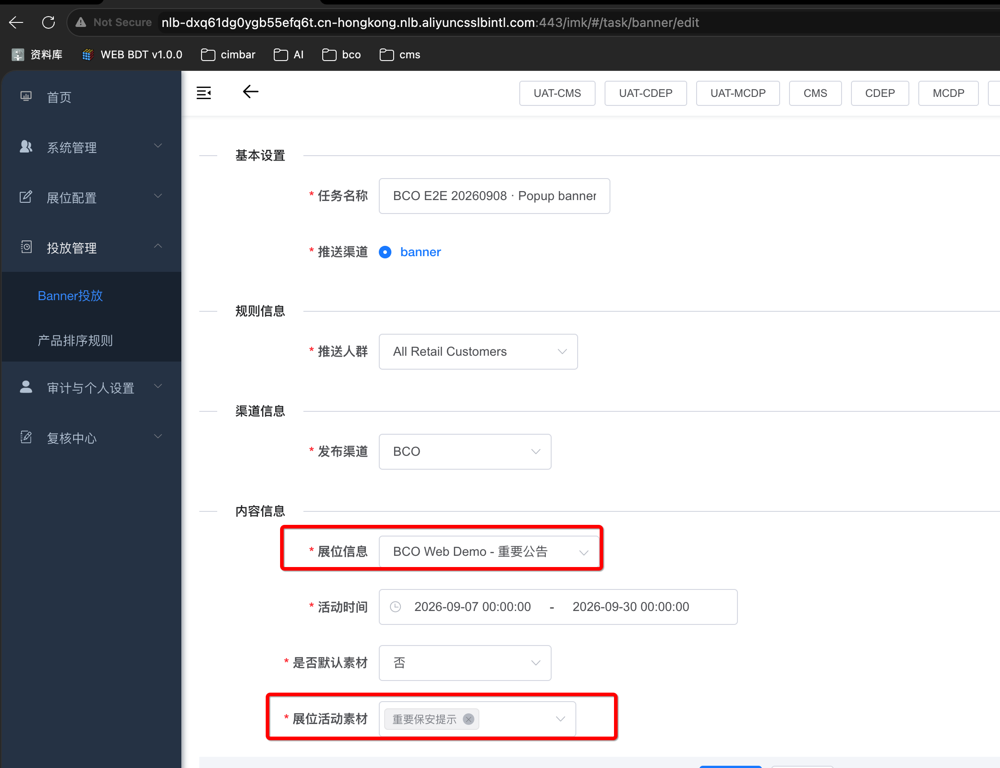 Not Secure nlb-dxq61dg0ygb55efq6t.cn-hongkong.nlb.aliyuncsslbintl.com:443/imk/#/task/banner/edit
资料库 WEB BDT v1.0.0 cimbar AI bco cms
首页
UAT-CMS UAT-CDEP UAT-MCDP CMS CDEP MCDP
系统管理
展位配置
投放管理
Banner投放
产品排序规则
审计与个人设置
复核中心
基本设置
* 任务名称 BCO E2E 20260908 · Popup banner
* 推送渠道 banner
规则信息
* 推送人群 All Retail Customers
渠道信息
* 发布渠道 BCO
内容信息
* 展位信息 BCO Web Demo - 重要公告
* 活动时间 2026-09-07 00:00:00 - 2026-09-30 00:00:00
* 是否默认素材 否
* 展位活动素材 重要保安提示